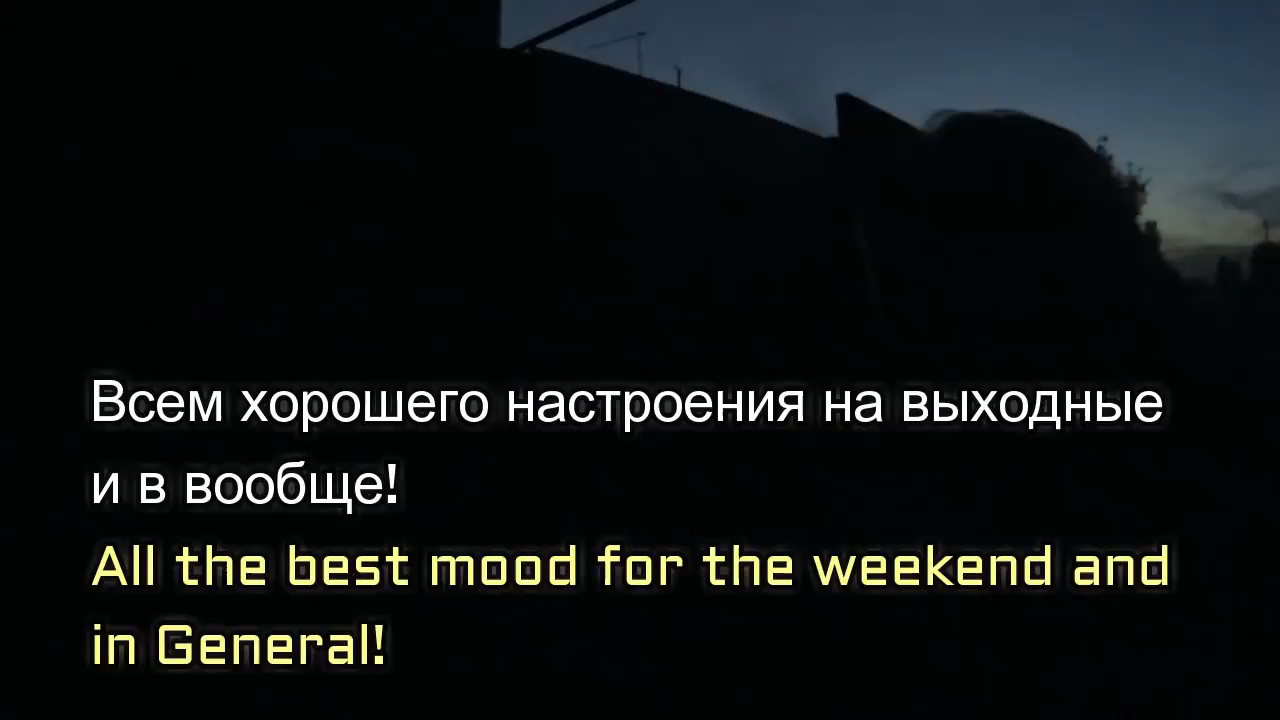 Всем хорошего настроения на выходные
и в вообще!
All the best mood for the weekend and
in General!